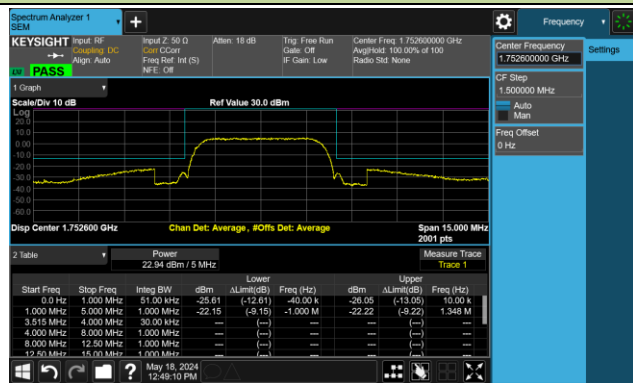 Spectrum Analyzer 1
SEM
+
Frequency
KEYSIGHT
Input: RF
Coupling: DC
Align: Auto
Input Z: 50 Ω
Corr CCorr
Freq Ref: Int (S)
NFE: Off
Atten: 18 dB
Trig: Free Run
Gate: Off
IF Gain: Low
Center Freq: 1.752600000 GHz
Avg|Hold: 100.00% of 100
Radio Std: None
PASS
Center Frequency
1.752600000 GHz
Settings
CF Step
1.500000 MHz
Auto
Man
Freq Offset
0 Hz
1 Graph
Scale/Div 10 dB
Ref Value 30.0 dBm
Log
20.0
10.0
0.00
-10.0
-20.0
-30.0
-40.0
-50.0
-60.0
Disp Center 1.752600 GHz
Chan Det: Average, #Offs Det: Average
Span 15.000 MHz
2001 pts
2 Table
Power
22.94 dBm / 5 MHz
Measure Trace
Trace 1
Lower Upper
Start Freq Stop Freq Integ BW dBm ΔLimit(dB) Freq (Hz) dBm ΔLimit(dB) Freq (Hz)
0.0 Hz 1.000 MHz 51.00 kHz -25.61 (-12.61) -40.00 k -26.05 (-13.05) 10.00 k
1.000 MHz 5.000 MHz 1.000 MHz -22.15 (-9.15) -1.000 M -22.22 (-9.22) 1.348 M
3.515 MHz 4.000 MHz 30.00 kHz --- (---) --- --- (---) ---
4.000 MHz 8.000 MHz 1.000 MHz --- (---) --- --- (---) ---
8.000 MHz 12.50 MHz 1.000 MHz --- (---) --- --- (---) ---
12.50 MHz 15.00 MHz 1.000 MHz --- (---) --- --- (---) ---
?
May 18, 2024
12:49:10 PM